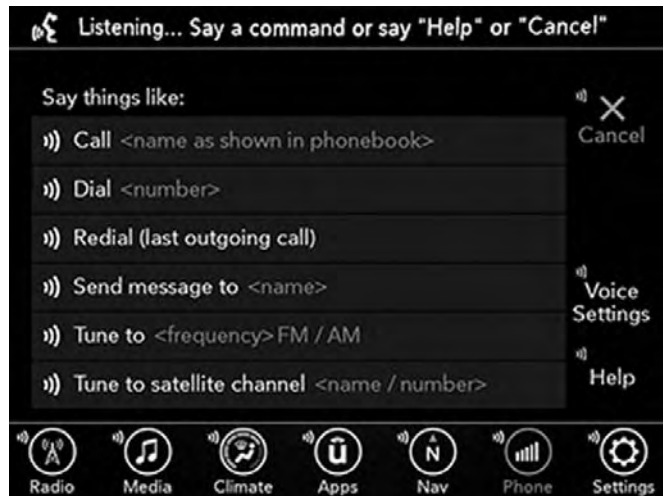 Listening... Say a command or say "Help" or "Cancel"
Say things like:
Call <name as shown in phonebook>
Cancel
Dial <number>
Redial (last outgoing call)
Send message to <name>
Voice
Settings
Tune to <frequency> FM / AM
Help
Tune to satellite channel <name / number>
û
N
Radio Media Climate Apps Nav Phone Settings